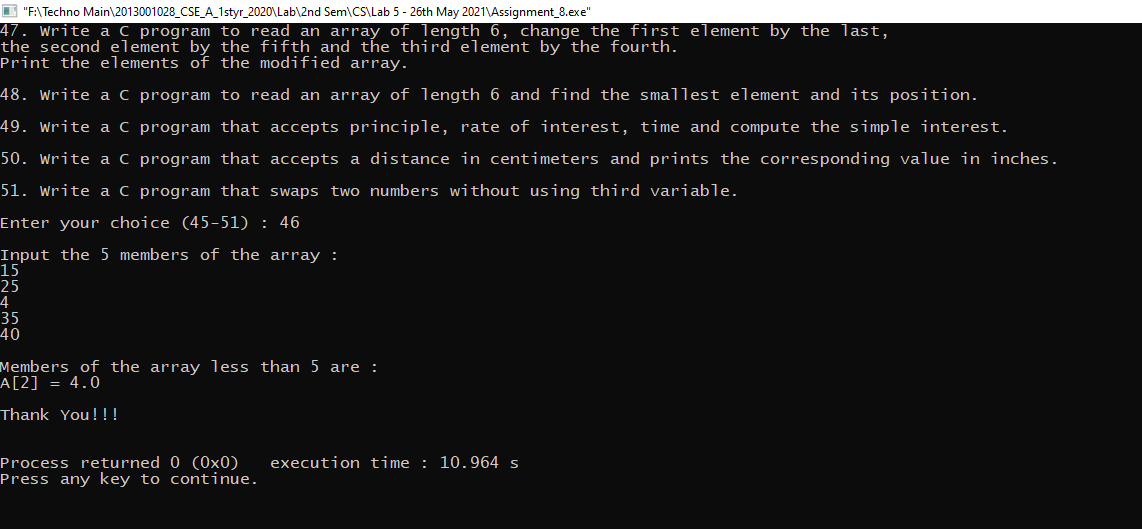 "F:\Techno Main\2013001028_CSE_A_1styr_2020\Lab\2nd Sem\CS\Lab 5 - 26th May 2021\Assignment_8.exe"
47. Write a C program to read an array of length 6, change the first element by the last,
the second element by the fifth and the third element by the fourth.
Print the elements of the modified array.
48. Write a C program to read an array of length 6 and find the smallest element and its position.
49. Write a C program that accepts principle, rate of interest, time and compute the simple interest.
50. Write a C program that accepts a distance in centimeters and prints the corresponding value in inches.
51. Write a C program that swaps two numbers without using third variable.
Enter your choice (45-51) : 46
Input the 5 members of the array :
15
25
4
35
40
Members of the array less than 5 are :
A[2] = 4.0
Thank You!!!
Process returned 0 (0x0)   execution time : 10.964 s
Press any key to continue.